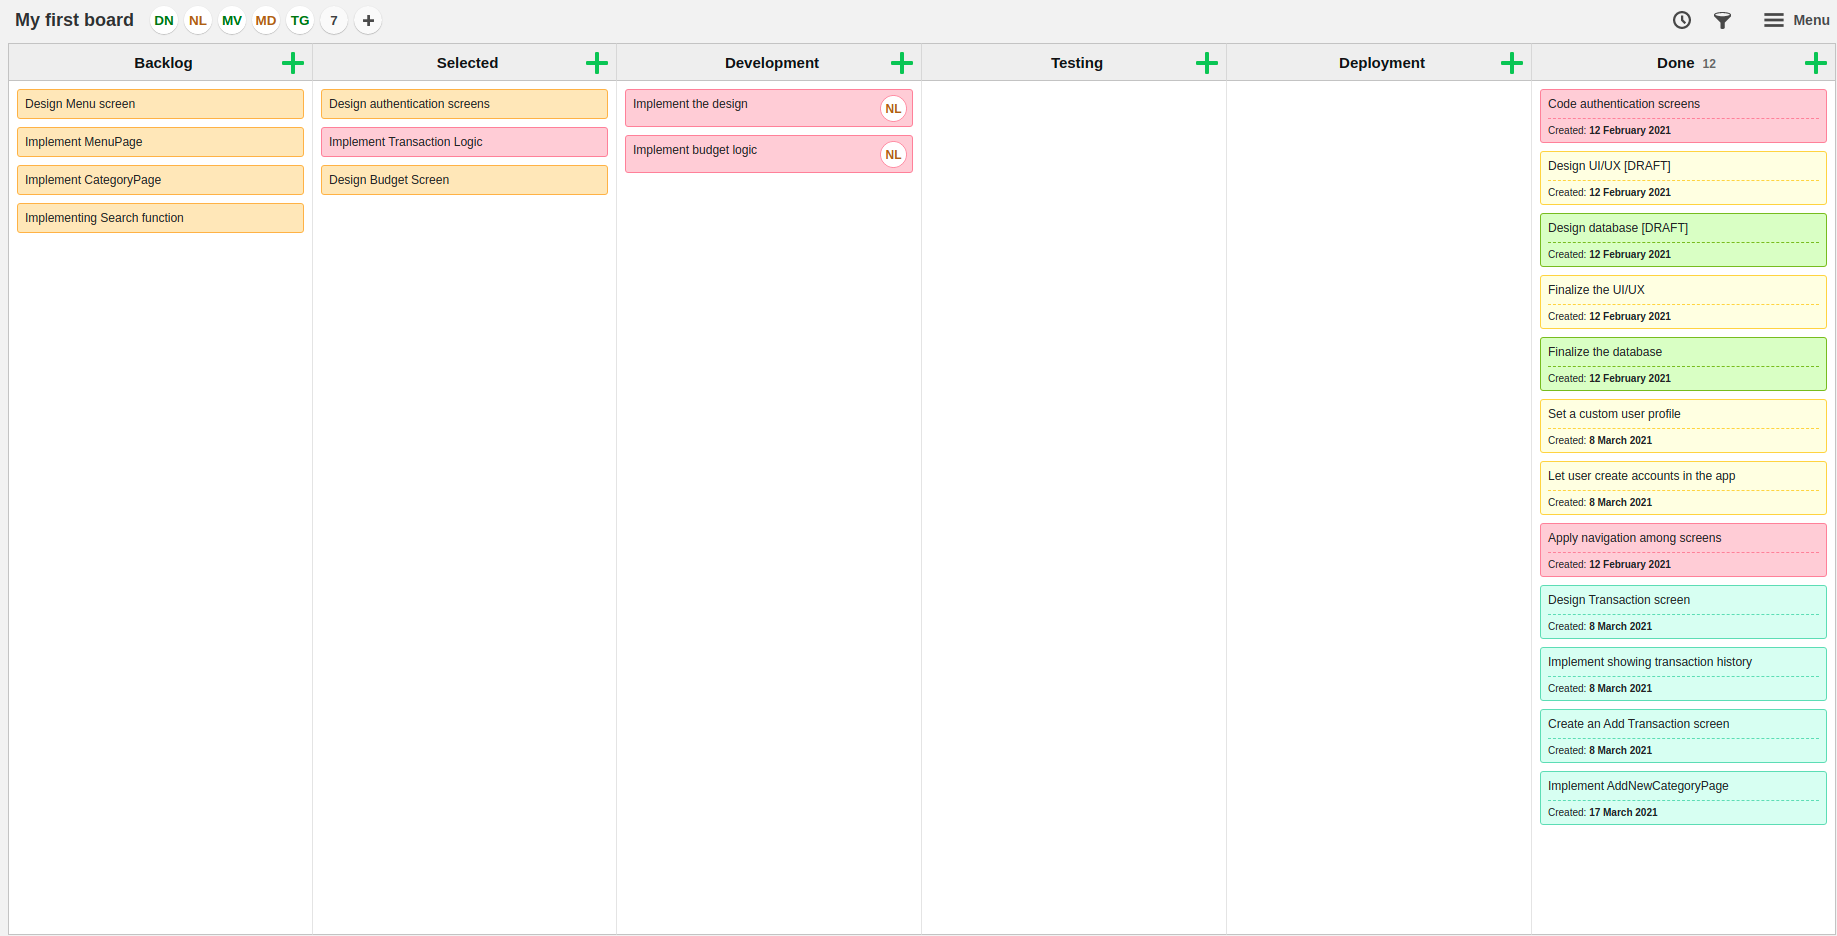 My first board DN NL MV MD TG 7 Menu
Backlog Selected Development Testing Deployment Done 12
Design Menu screen
Implement MenuPage
Implement CategoryPage
Implementing Search function
Design authentication screens
Implement Transaction Logic
Design Budget Screen
Implement the design NL
Implement budget logic NL
Code authentication screens
Created: 12 February 2021
Design UI/UX [DRAFT]
Created: 12 February 2021
Design database [DRAFT]
Created: 12 February 2021
Finalize the UI/UX
Created: 12 February 2021
Finalize the database
Created: 12 February 2021
Set a custom user profile
Created: 8 March 2021
Let user create accounts in the app
Created: 8 March 2021
Apply navigation among screens
Created: 12 February 2021
Design Transaction screen
Created: 8 March 2021
Implement showing transaction history
Created: 8 March 2021
Create an Add Transaction screen
Created: 8 March 2021
Implement AddNewCategoryPage
Created: 17 March 2021